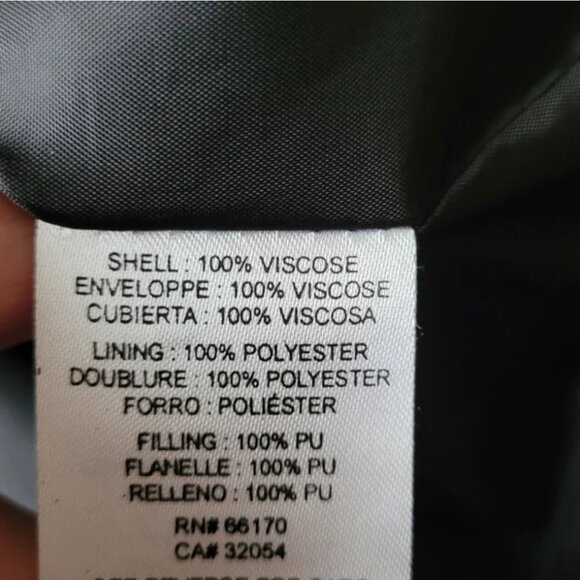 SHELL : 100% VISCOSE
ENVELOPPE : 100% VISCOSE
CUBIERTA : 100% VISCOSA
LINING : 100% POLYESTER
DOUBLURE : 100% POLYESTER
FORRO : POLIÉSTER
FILLING : 100% PU
FLANELLE : 100% PU
RELLENO : 100% PU
RN# 66170
CA# 32054